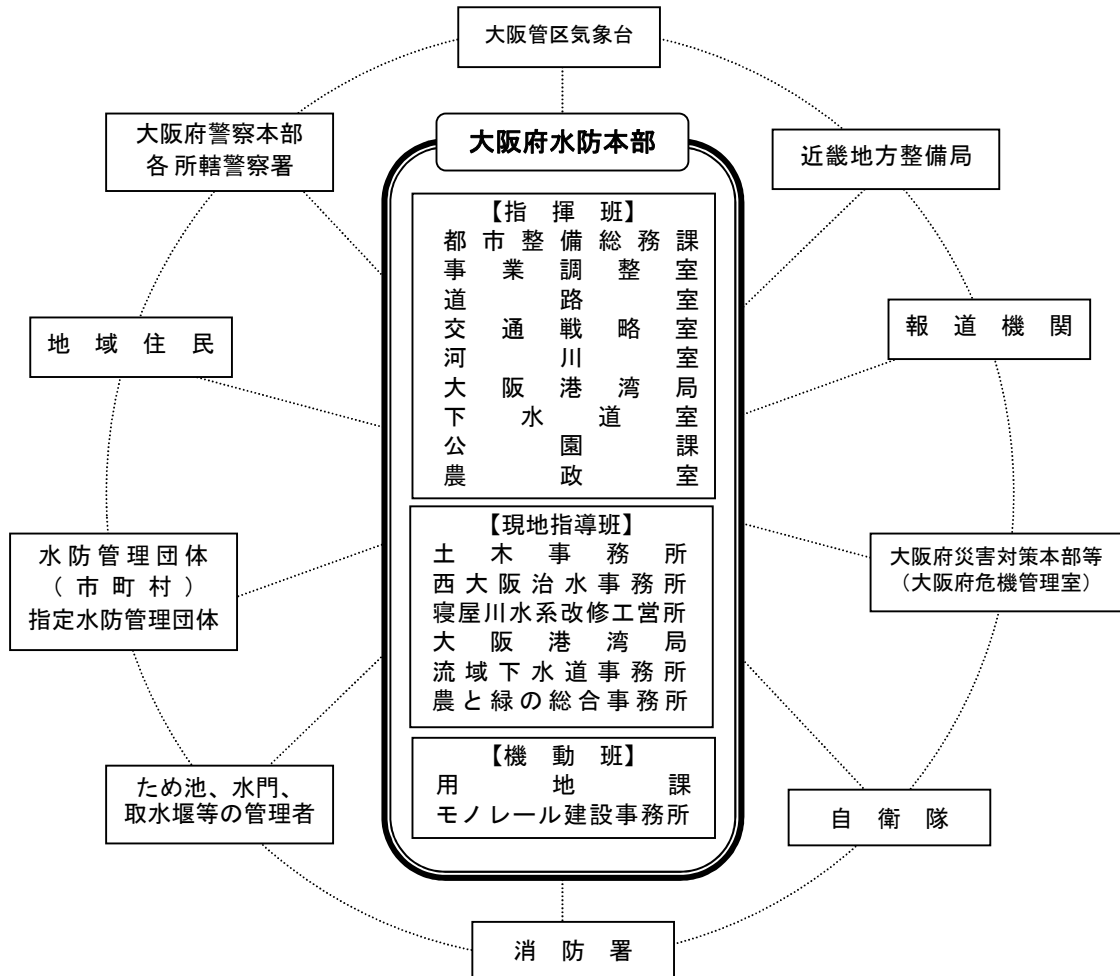 大阪管区気象台
大阪府警察本部
各所轄警察署
大阪府水防本部
近畿地方整備局
【指揮班】
都市整備総務課
事業調整室
道路室
交通戦略室
河川室
大阪港湾局
下水道室
公園課
農政室
地域住民
報道機関
【現地指導班】
土木事務所
西大阪治水事務所
寝屋川水系改修工営所
大阪港湾局
流域下水道事務所
農と緑の総合事務所
水防管理団体
(市町村)
指定水防管理団体
大阪府災害対策本部等
(大阪府危機管理室)
【機動班】
用地課
モノレール建設事務所
ため池、水門、
取水堰等の管理者
自衛隊
消防署